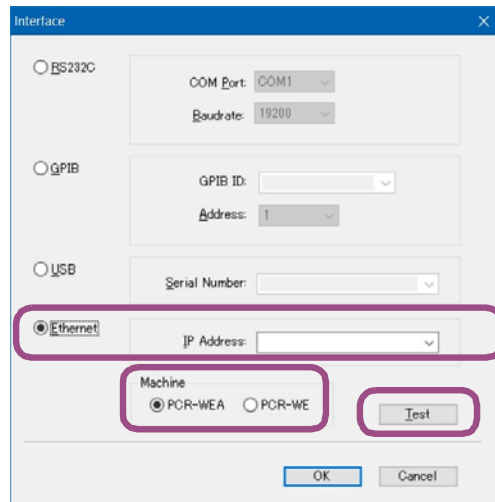 Interface
RS232C
COM Port: COM1
Baudrate: 19200
GPIB
GPIB ID:
Address: 1
USB
Serial Number:
Ethernet
IP Address:
Machine
PCR-WEA PCR-WE
Test
OK Cancel